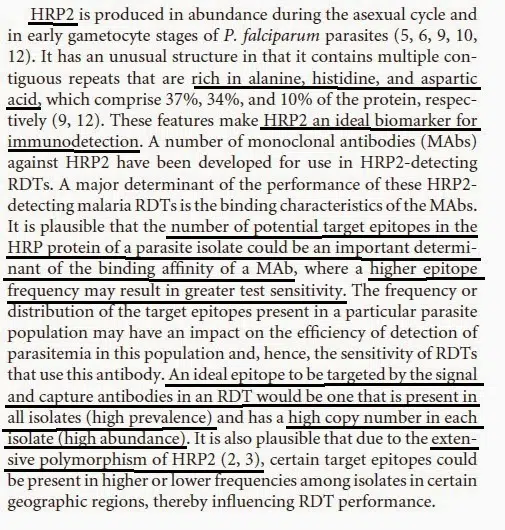 HRP2 is produced in abundance during the asexual cycle and
in early gametocyte stages of P. falciparum parasites (5, 6, 9, 10,
12). It has an unusual structure in that it contains multiple con-
tiguous repeats that are rich in alanine, histidine, and aspartic
acid, which comprise 37%, 34%, and 10% of the protein, respec-
tively (9, 12). These features make HRP2 an ideal biomarker for
immunodetection. A number of monoclonal antibodies (MAbs)
against HRP2 have been developed for use in HRP2-detecting
RDTs. A major determinant of the performance of these HRP2-
detecting malaria RDTs is the binding characteristics of the MAbs.
It is plausible that the number of potential target epitopes in the
HRP protein of a parasite isolate could be an important determi-
nant of the binding affinity of a MAb, where a higher epitope
frequency may result in greater test sensitivity. The frequency or
distribution of the target epitopes present in a particular parasite
population may have an impact on the efficiency of detection of
parasitemia in this population and, hence, the sensitivity of RDTs
that use this antibody. An ideal epitope to be targeted by the signal
and capture antibodies in an RDT would be one that is present in
all isolates (high prevalence) and has a high copy number in each
isolate (high abundance). It is also plausible that due to the exten-
sive polymorphism of HRP2 (2, 3), certain target epitopes could
be present in higher or lower frequencies among isolates in certain
geographic regions, thereby influencing RDT performance.